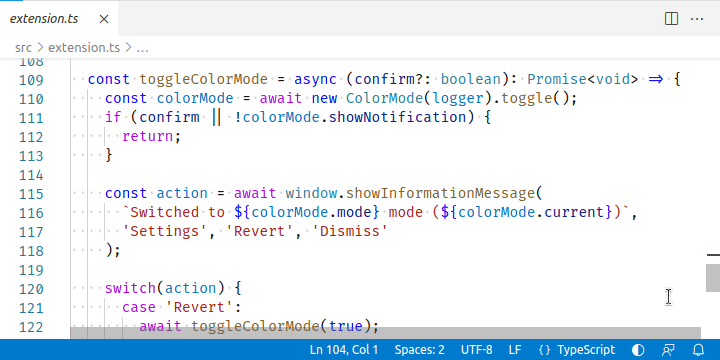 extension.ts
src > extension.ts > ...
108
109 const toggleColorMode = async (confirm?: boolean): Promise<void> => {
110 const colorMode = await new ColorMode(logger).toggle();
111 if (confirm || !colorMode.showNotification) {
112 return;
113 }
114
115 const action = await window.showInformationMessage(
116 `Switched to ${colorMode.mode} mode (${colorMode.current})`,
117 'Settings', 'Revert', 'Dismiss'
118 );
119
120 switch(action) {
121 case 'Revert':
122 await toggleColorMode(true);
Ln 104, Col 1 Spaces: 2 UTF-8 LF {} TypeScript